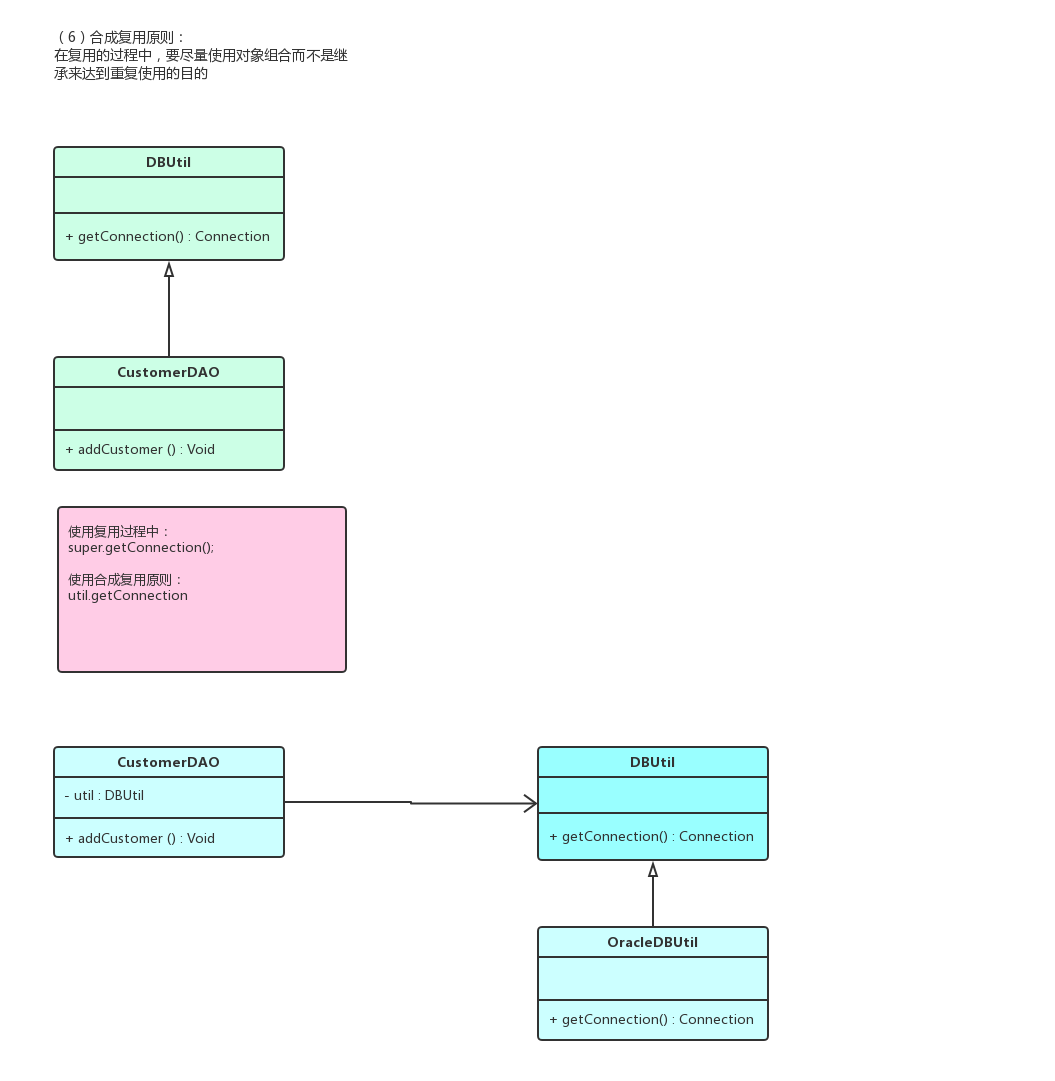 （6）合成复用原则：
在复用的过程中，要尽量使用对象组合而不是继
承来达到重复使用的目的
DBUtil
+ getConnection() : Connection
CustomerDAO
+ addCustomer () : Void
使用复用过程中：
super.getConnection();
使用合成复用原则：
util.getConnection
CustomerDAO
- util : DBUtil
+ addCustomer () : Void
DBUtil
+ getConnection() : Connection
OracleDBUtil
+ getConnection() : Connection